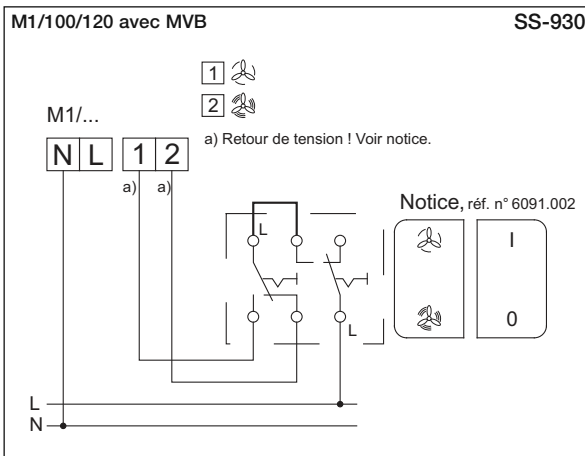 M1/100/120 avec MVB
SS-930
1
2
a) Retour de tension ! Voir notice.
M1/...
N L 1 2
a) a)
Notice, réf. n° 6091.002
L
I
0
L
L
N